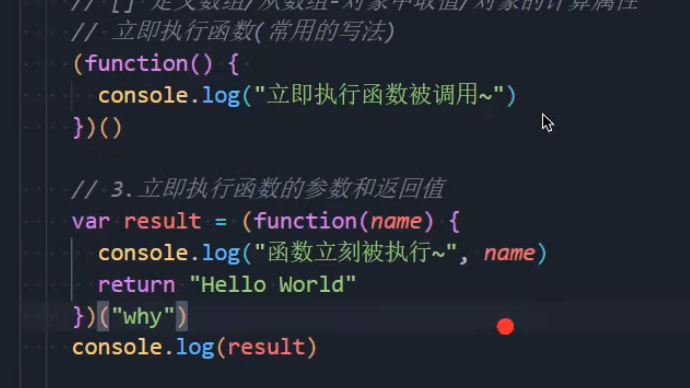 // [] 定义数组/从数组-对象中取值/对象的计算属性
// 立即执行函数(常用的写法)
(function() {
  console.log("立即执行函数被调用~")
})()
// 3.立即执行函数的参数和返回值
var result = (function(name) {
  console.log("函数立刻被执行~", name)
  return "Hello World"
})("why")
console.log(result)